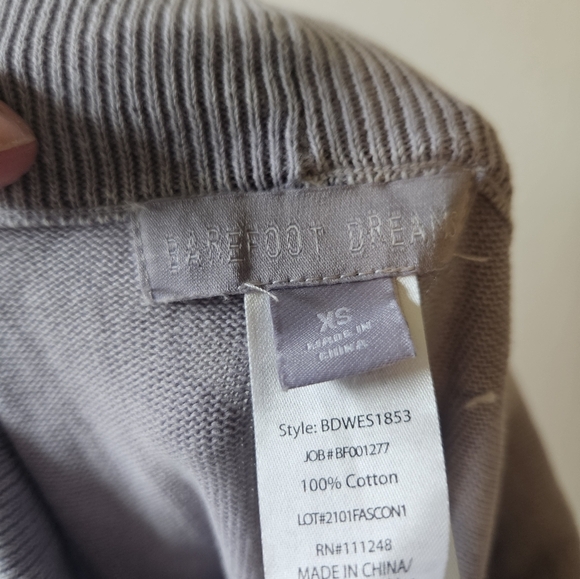 BAREFOOT DREAMS
XS
MADE IN
CHINA
Style: BDWES1853
JOB # BF001277
100% Cotton
LOT#2101FASCON1
RN#111248
MADE IN CHINA/